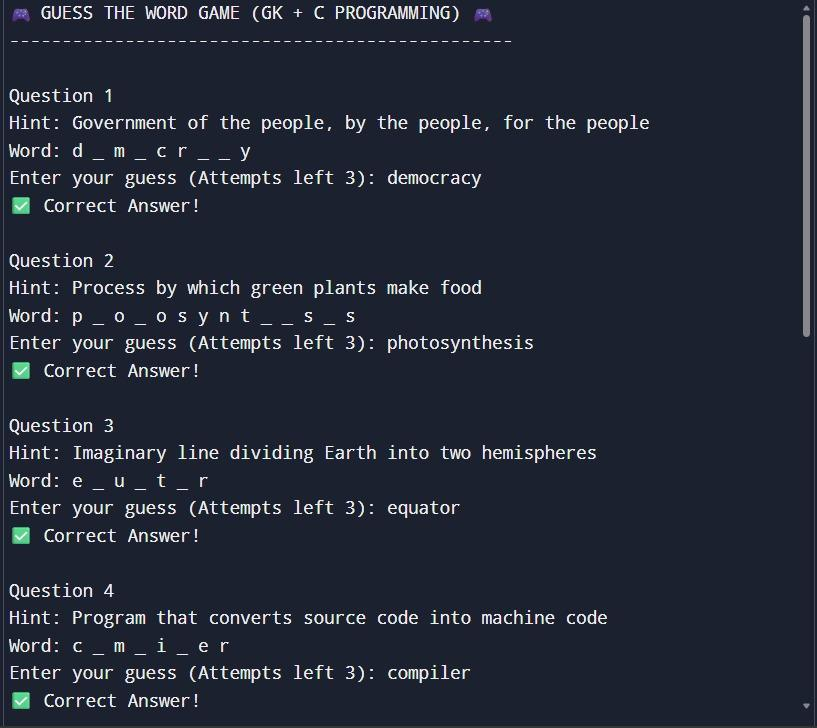 🎮 GUESS THE WORD GAME (GK + C PROGRAMMING) 🎮
------------------------------------------------
Question 1
Hint: Government of the people, by the people, for the people
Word: d _ m _ c r _ _ y
Enter your guess (Attempts left 3): democracy
✅ Correct Answer!
Question 2
Hint: Process by which green plants make food
Word: p _ o _ o s y n t _ _ s _ s
Enter your guess (Attempts left 3): photosynthesis
✅ Correct Answer!
Question 3
Hint: Imaginary line dividing Earth into two hemispheres
Word: e _ u _ t _ r
Enter your guess (Attempts left 3): equator
✅ Correct Answer!
Question 4
Hint: Program that converts source code into machine code
Word: c _ m _ i _ e r
Enter your guess (Attempts left 3): compiler
✅ Correct Answer!